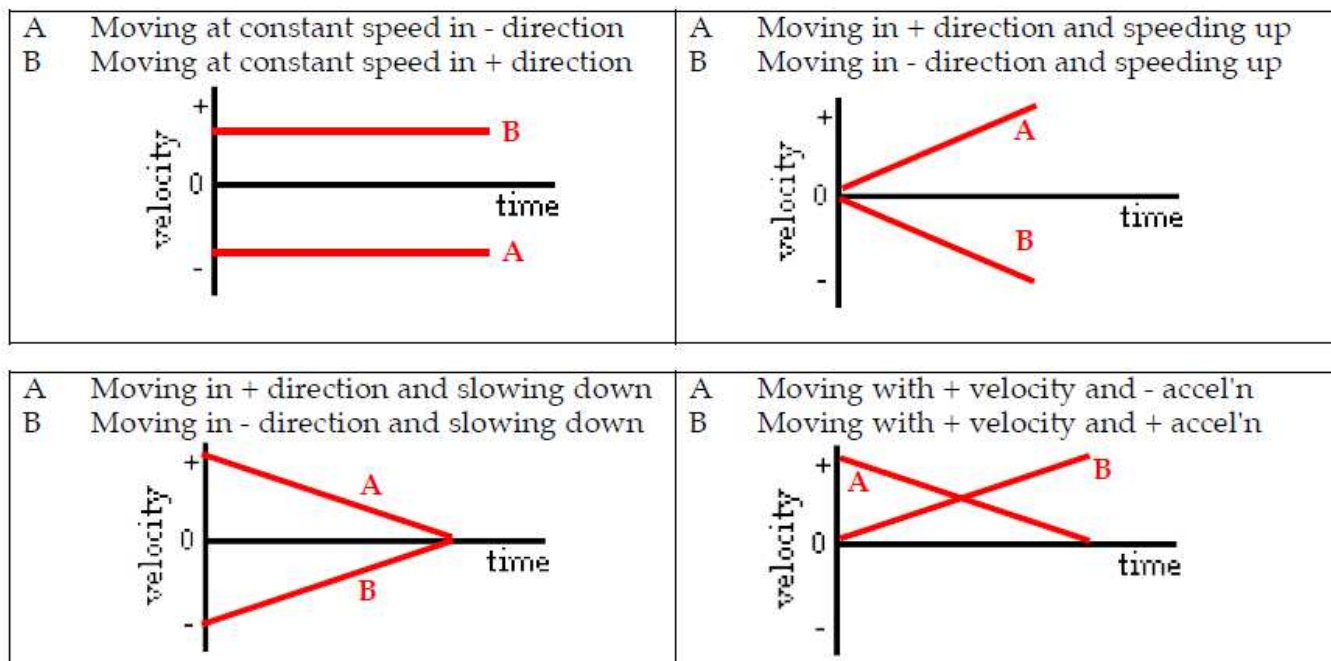 A Moving at constant speed in - direction
B Moving at constant speed in + direction
+
B
velocity
0
time
A
-
A Moving in + direction and speeding up
B Moving in - direction and speeding up
+
A
velocity
0
time
B
-
A Moving in + direction and slowing down
B Moving in - direction and slowing down
+
A
velocity
0
time
B
-
A Moving with + velocity and - accel'n
B Moving with + velocity and + accel'n
+
A
B
velocity
0
time
-